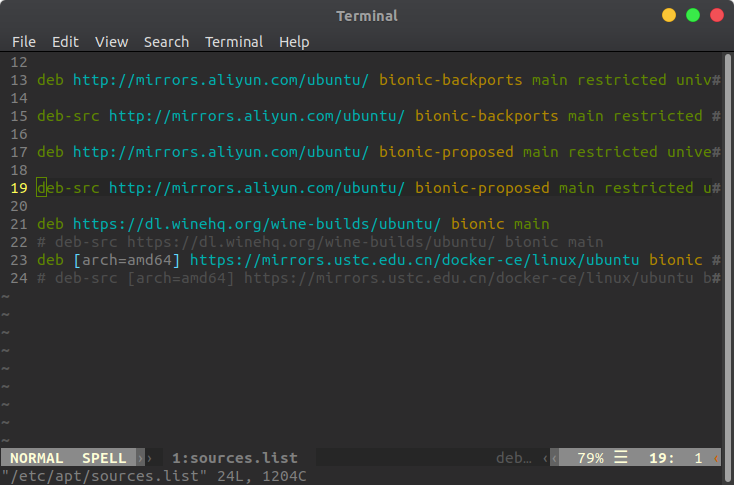 Terminal
File Edit View Search Terminal Help
12
13 deb http://mirrors.aliyun.com/ubuntu/ bionic-backports main restricted univ#
14
15 deb-src http://mirrors.aliyun.com/ubuntu/ bionic-backports main restricted #
16
17 deb http://mirrors.aliyun.com/ubuntu/ bionic-proposed main restricted unive#
18
19 deb-src http://mirrors.aliyun.com/ubuntu/ bionic-proposed main restricted u#
20
21 deb https://dl.winehq.org/wine-builds/ubuntu/ bionic main
22 # deb-src https://dl.winehq.org/wine-builds/ubuntu/ bionic main
23 deb [arch=amd64] https://mirrors.ustc.edu.cn/docker-ce/linux/ubuntu bionic #
24 # deb-src [arch=amd64] https://mirrors.ustc.edu.cn/docker-ce/linux/ubuntu b#
~
~
~
~
~
~
~
~
~
NORMAL SPELL 1:sources.list deb… 79% ☰ 19: 1
"/etc/apt/sources.list" 24L, 1204C